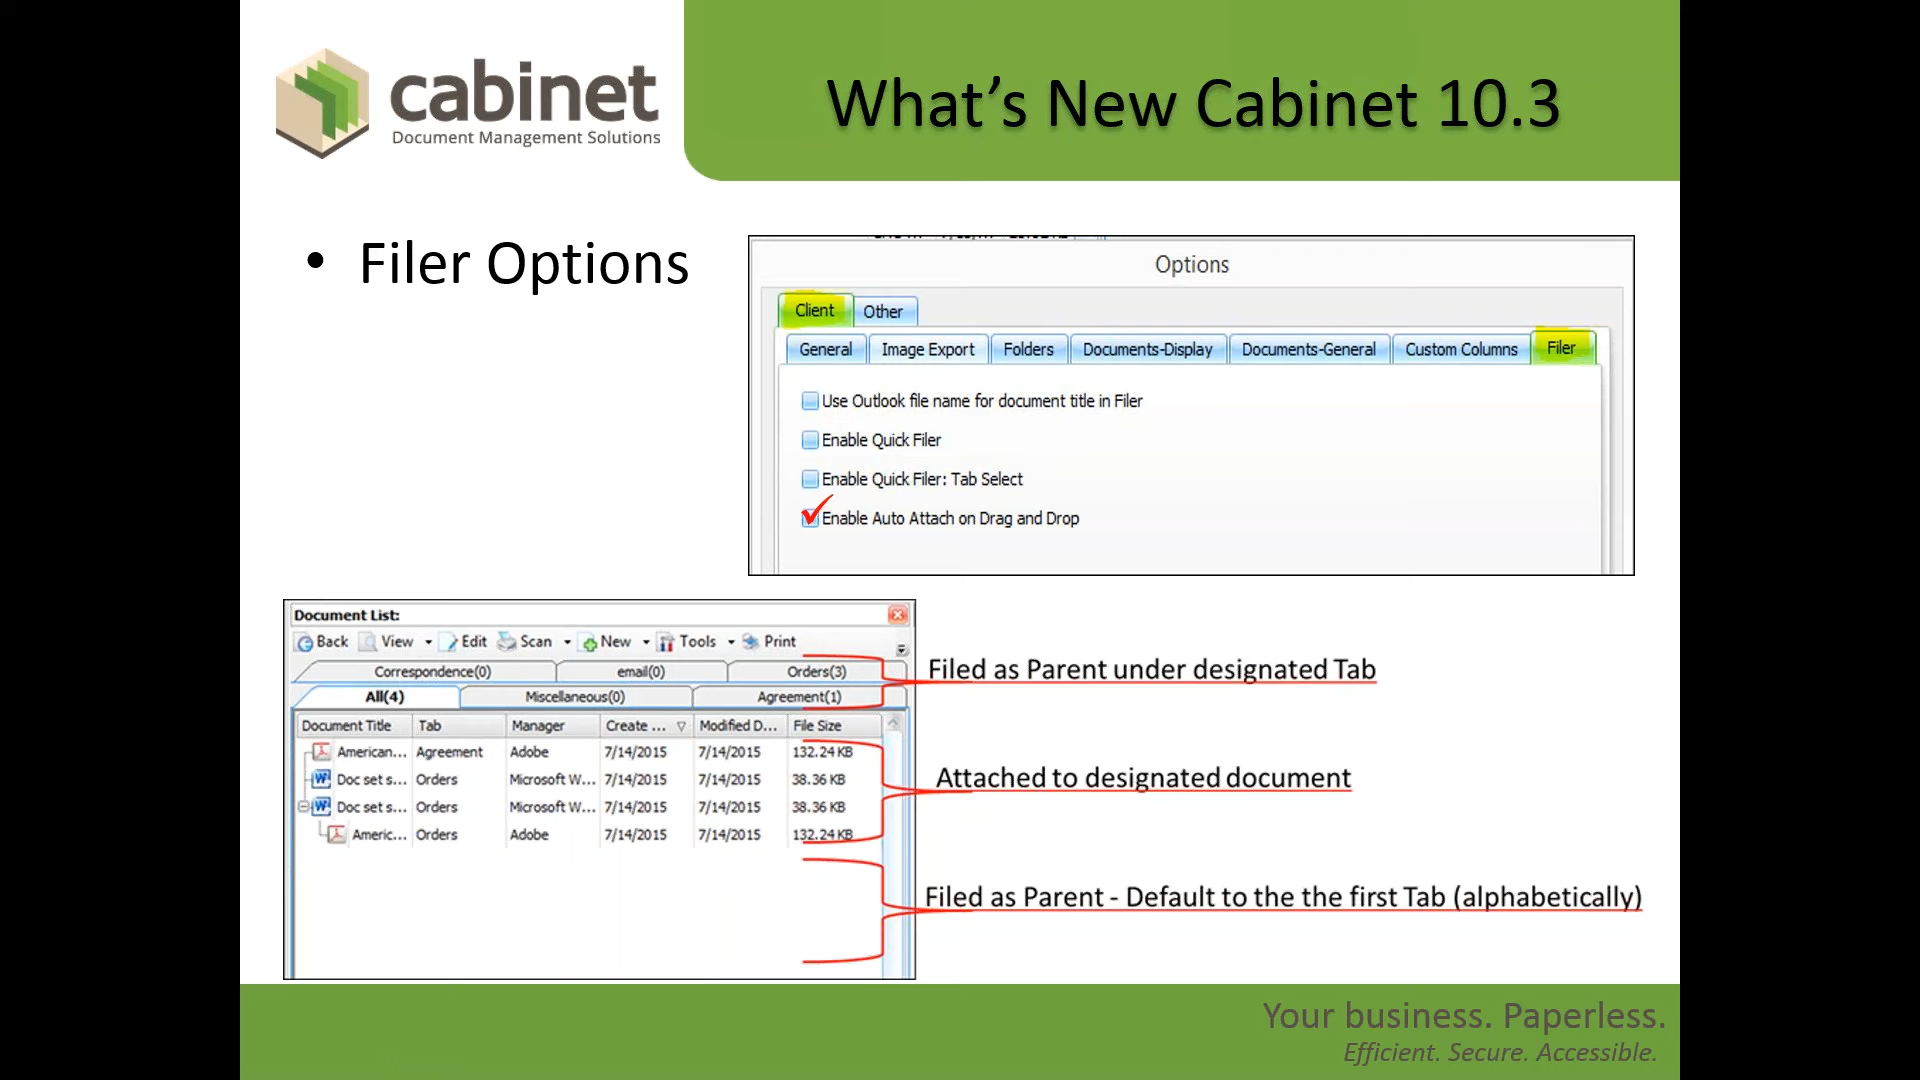 cabinet
Document Management Solutions
What's New Cabinet 10.3
• Filer Options
Options
Client Other
General Image Export Folders Documents-Display Documents-General Custom Columns Filer
Use Outlook file name for document title in Filer
Enable Quick Filer
Enable Quick Filer: Tab Select
Enable Auto Attach on Drag and Drop
Document List:
Back View Edit Scan New Tools Print
Correspondence(0) email(0) Orders(3)
All(4) Miscellaneous(0) Agreement(1)
Document Title Tab Manager Create ... Modified D... File Size
American... Agreement Adobe 7/14/2015 7/14/2015 132.24 KB
Doc set s... Orders Microsoft W... 7/14/2015 7/14/2015 38.36 KB
Doc set s... Orders Microsoft W... 7/14/2015 7/14/2015 38.36 KB
Americ... Orders Adobe 7/14/2015 7/14/2015 132.24 KB
Filed as Parent under designated Tab
Attached to designated document
Filed as Parent - Default to the the first Tab (alphabetically)
Your business. Paperless.
Efficient. Secure. Accessible.